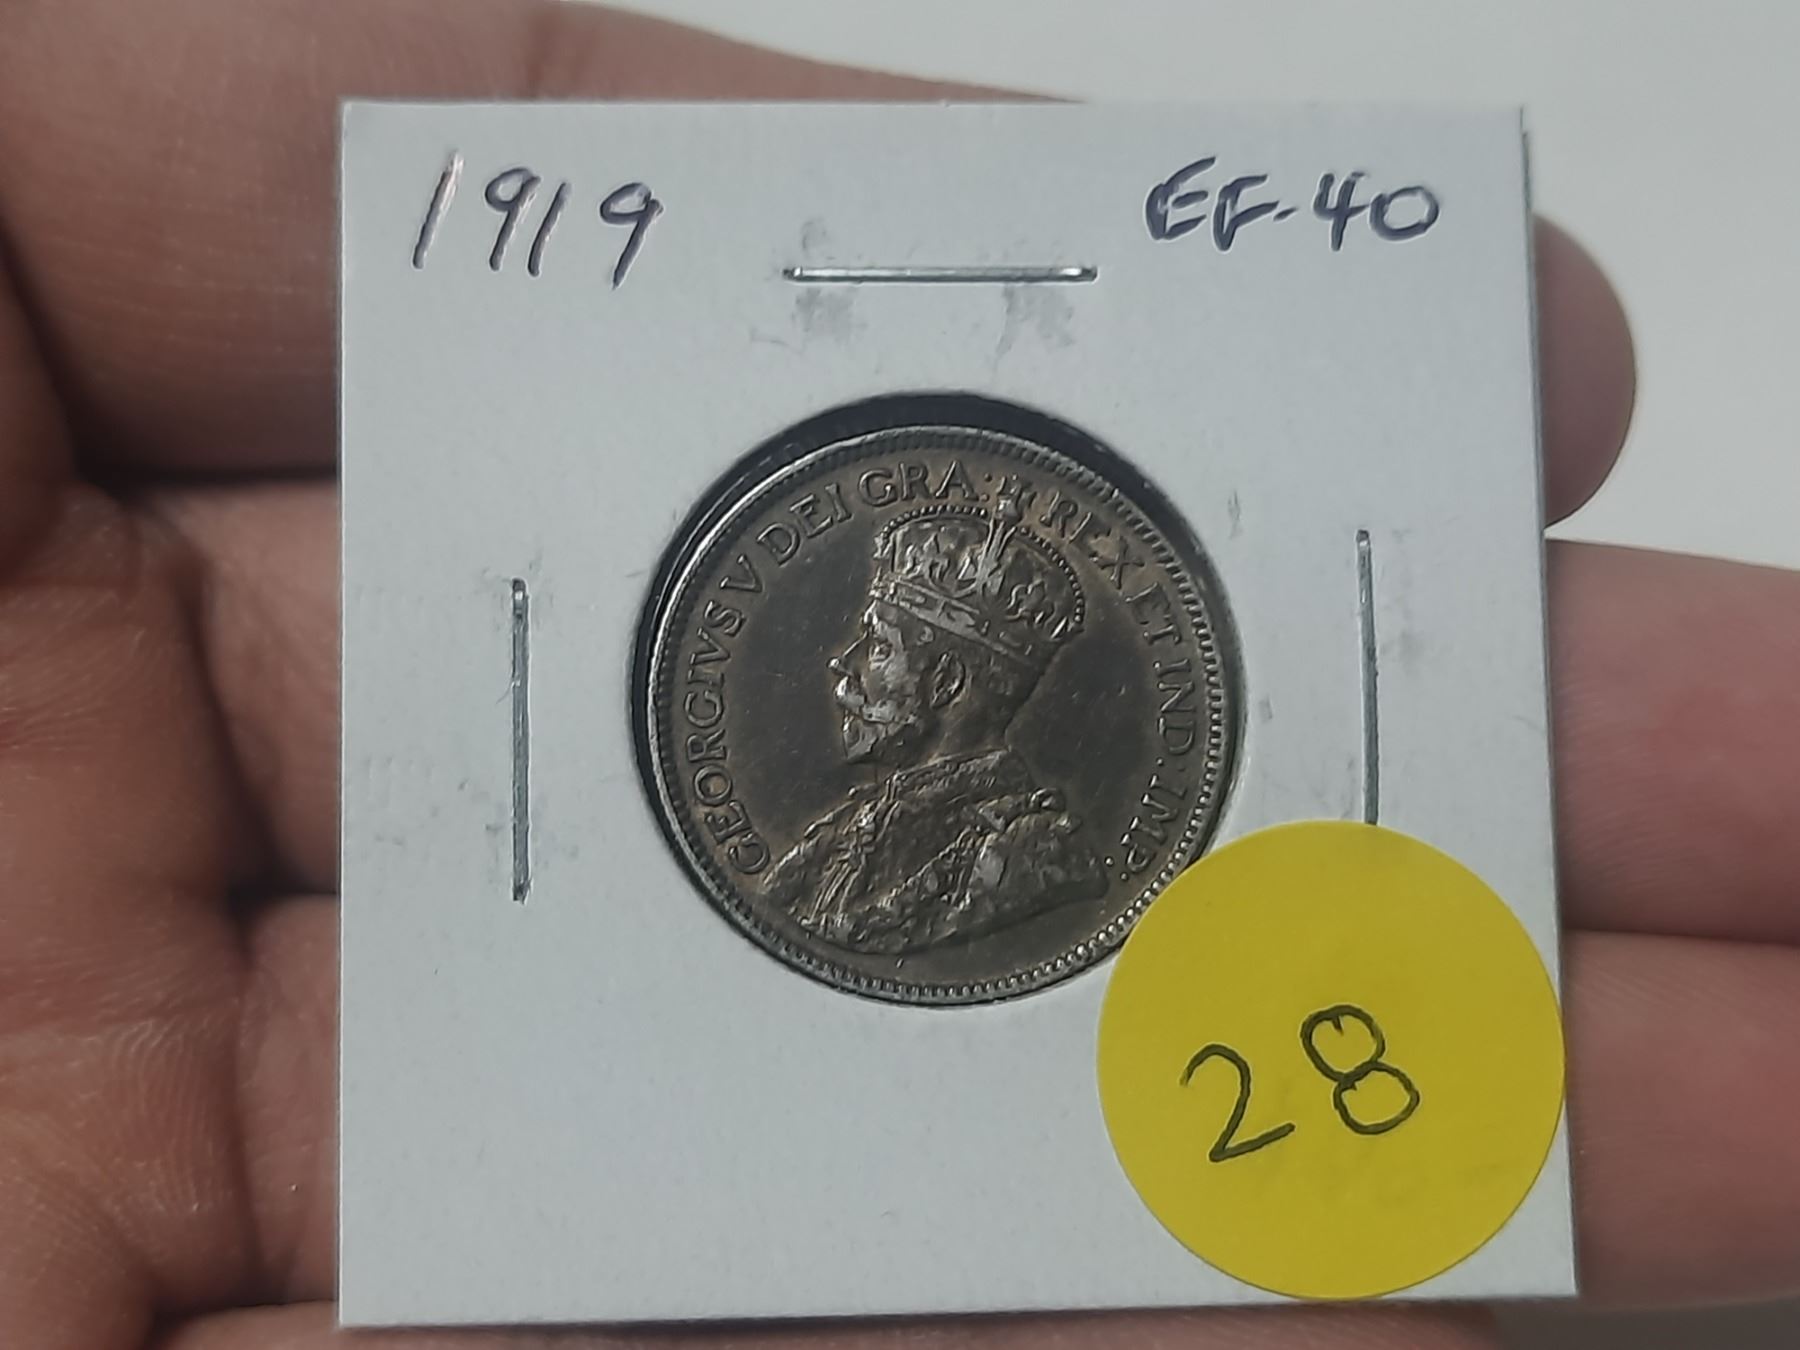 1919
EF-40
GEORGIVS V DEI GRA: REX ET IND: IMP:
28